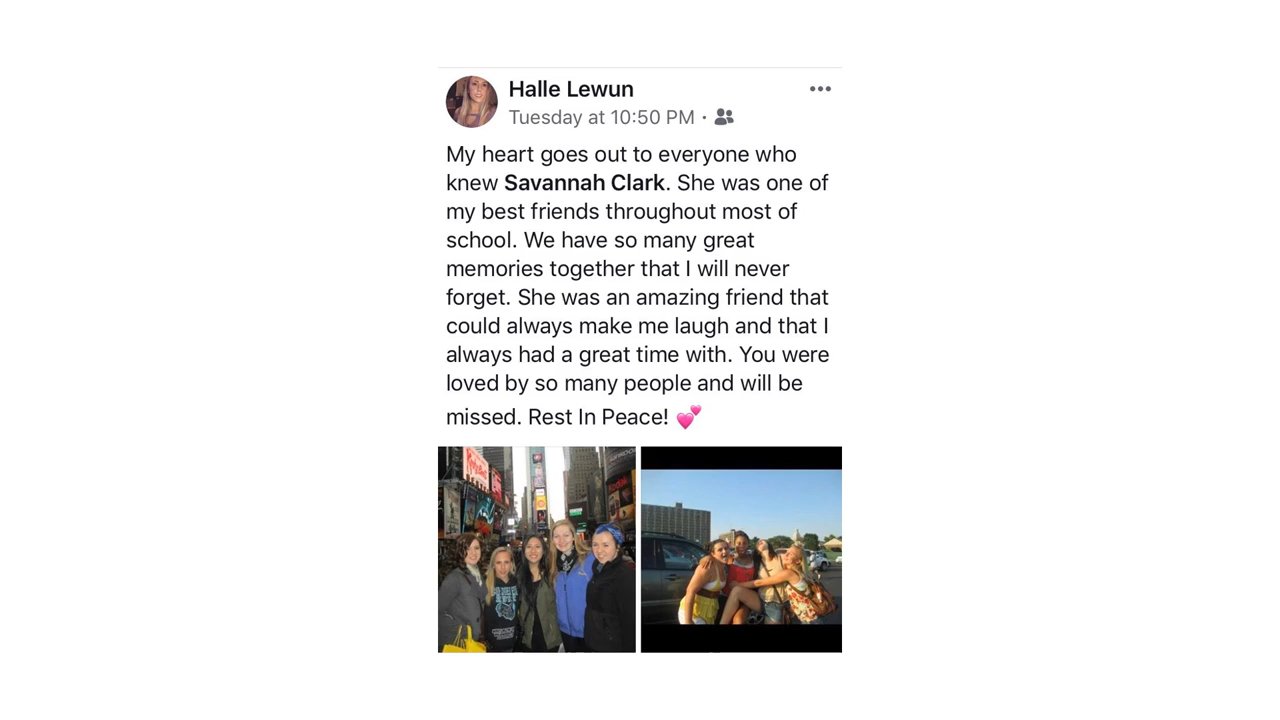 Halle Lewun
Tuesday at 10:50 PM ·
My heart goes out to everyone who
knew Savannah Clark. She was one of
my best friends throughout most of
school. We have so many great
memories together that I will never
forget. She was an amazing friend that
could always make me laugh and that I
always had a great time with. You were
loved by so many people and will be
missed. Rest In Peace! 💕
Kodak